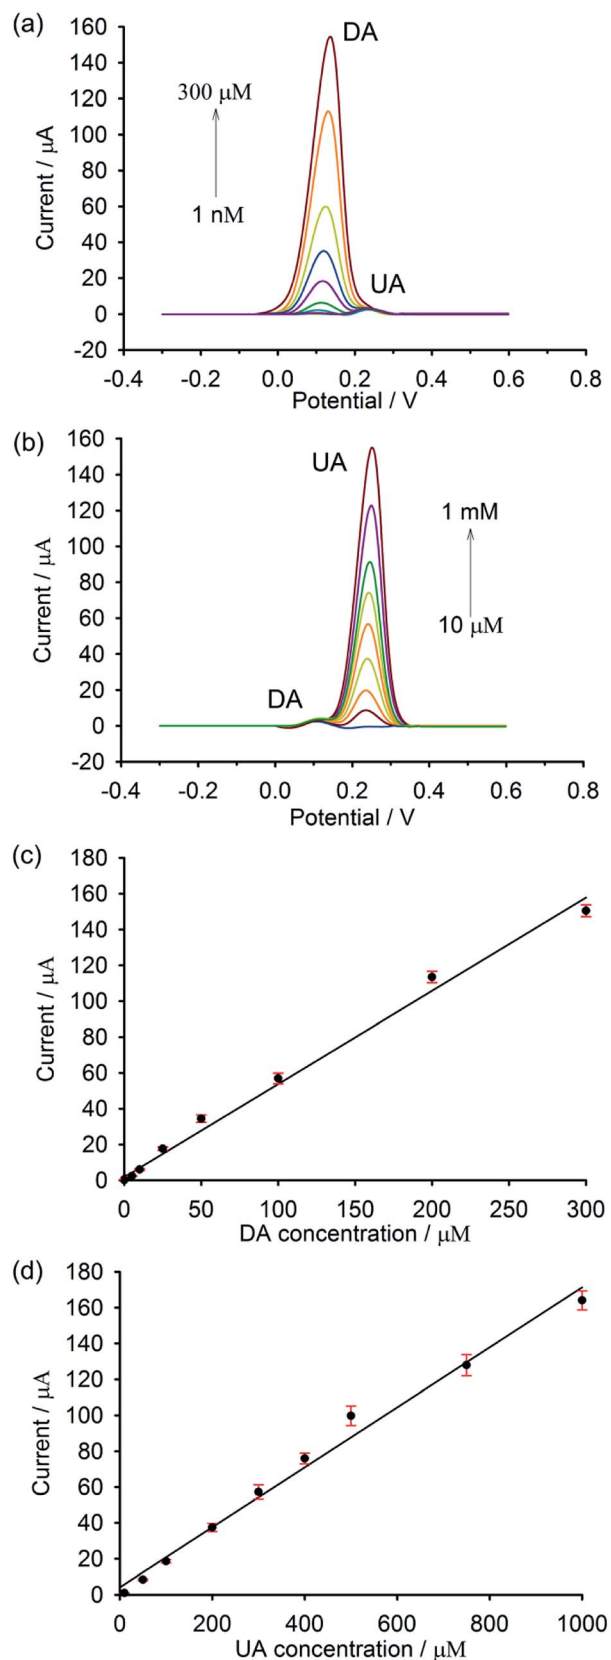 (a)
160
140
120
100
80
60
40
20
0
-20
Current / μA
DA
300 μM
1 nM
UA
-0.4 -0.2 0.0 0.2 0.4 0.6 0.8
Potential / V
(b)
160
140
120
100
80
60
40
20
0
-20
Current / μA
UA
1 mM
10 μM
DA
-0.4 -0.2 0.0 0.2 0.4 0.6 0.8
Potential / V
(c)
180
160
140
120
100
80
60
40
20
0
Current / μA
0 50 100 150 200 250 300
DA concentration / μM
(d)
180
160
140
120
100
80
60
40
20
0
Current / μA
0 200 400 600 800 1000
UA concentration / μM